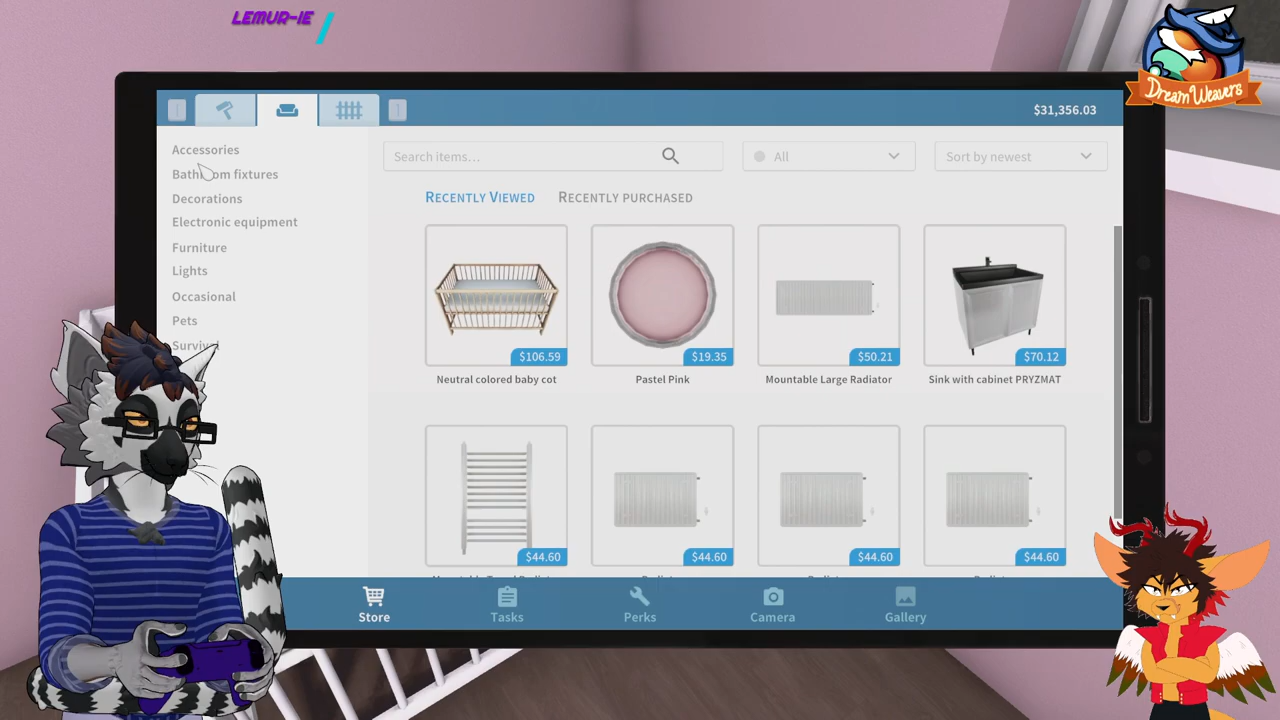 LEMUR-IE
Dream Weavers
$31,356.03
Accessories
Bathroom fixtures
Decorations
Electronic equipment
Furniture
Lights
Occasional
Pets
Survival
Search items...
All
Sort by newest
RECENTLY VIEWED
RECENTLY PURCHASED
$106.59
$19.35
$50.21
$70.12
Neutral colored baby cot
Pastel Pink
Mountable Large Radiator
Sink with cabinet PRYZMAT
$44.60
$44.60
$44.60
$44.60
Store
Tasks
Perks
Camera
Gallery